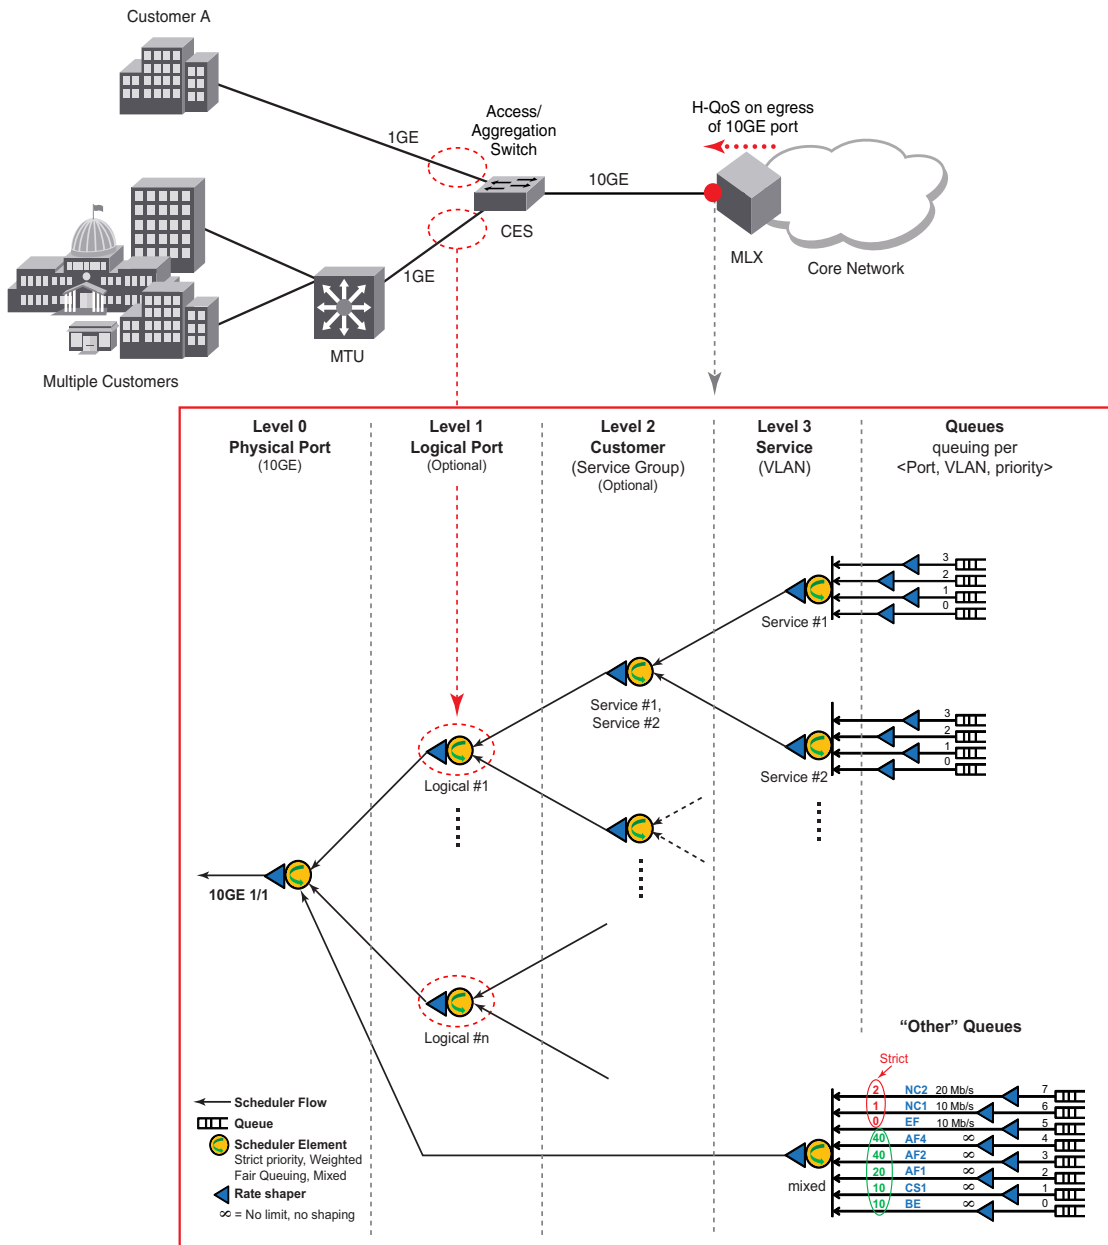 Customer A
Access/
Aggregation
Switch
H-QoS on egress
of 10GE port
1GE
10GE
CES
MLX
Core Network
1GE
MTU
Multiple Customers
Level 0
Physical Port
(10GE)
Level 1
Logical Port
(Optional)
Level 2
Customer
(Service Group)
(Optional)
Level 3
Service
(VLAN)
Queues
queuing per
<Port, VLAN, priority>
3
2
1
0
Service #1
Service #1,
Service #2
3
2
1
0
Service #2
Logical #1
10GE 1/1
Logical #n
"Other" Queues
Strict
2 NC2 20 Mb/s 7
1 NC1 10 Mb/s 6
0 EF 10 Mb/s 5
40 AF4 ∞ 4
40 AF2 ∞ 3
20 AF1 ∞ 2
10 CS1 ∞ 1
10 BE ∞ 0
mixed
Scheduler Flow
Queue
Scheduler Element
Strict priority, Weighted
Fair Queuing, Mixed
Rate shaper
∞ = No limit, no shaping